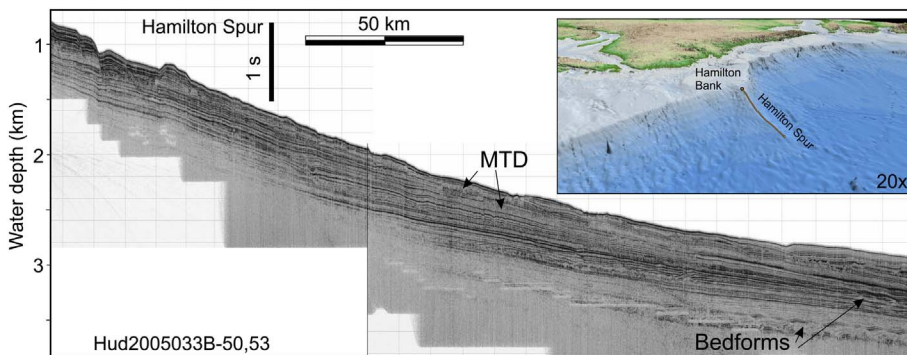 Hamilton Spur
50 km
1 s
Hamilton
Bank
Hamilton Spur
20x
Water depth (km)
1
2
3
MTD
Bedforms
Hud2005033B-50,53